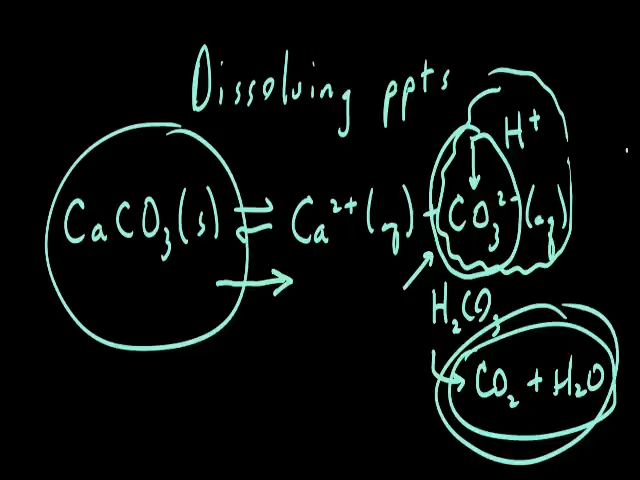 Dissolving ppts
H⁺
CaCO₃(s) ⇌ Ca²⁺(aq) + CO₃²⁻(aq)
H₂CO₃
CO₂ + H₂O